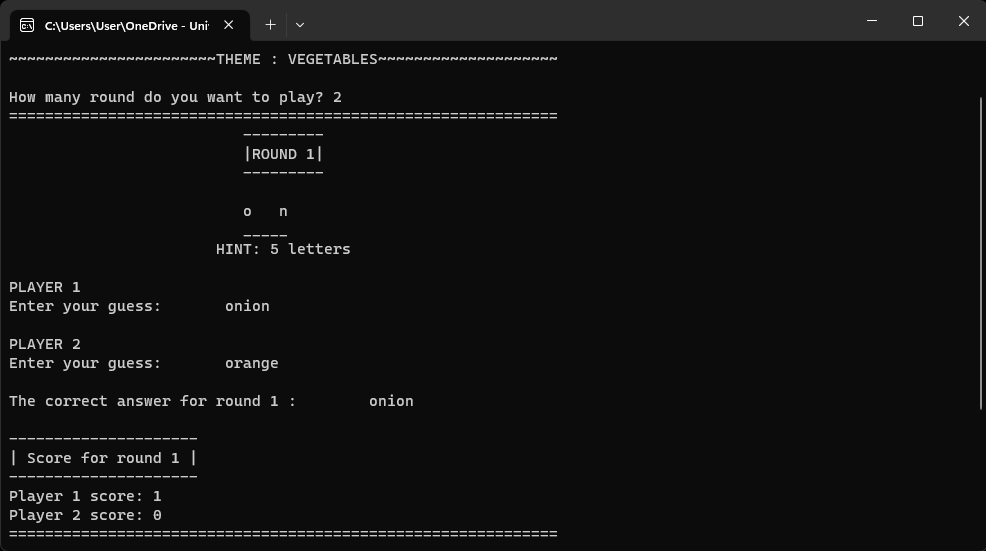 C:\Users\User\OneDrive - Uni
~~~~~~~~~~~~~~~~~~~~~~~THEME : VEGETABLES~~~~~~~~~~~~~~~~~~~~
How many round do you want to play? 2
=============================================================
---------
|ROUND 1|
---------
o   n
_____
HINT: 5 letters
PLAYER 1
Enter your guess:       onion
PLAYER 2
Enter your guess:       orange
The correct answer for round 1 :        onion
---------------------
| Score for round 1 |
---------------------
Player 1 score: 1
Player 2 score: 0
=============================================================